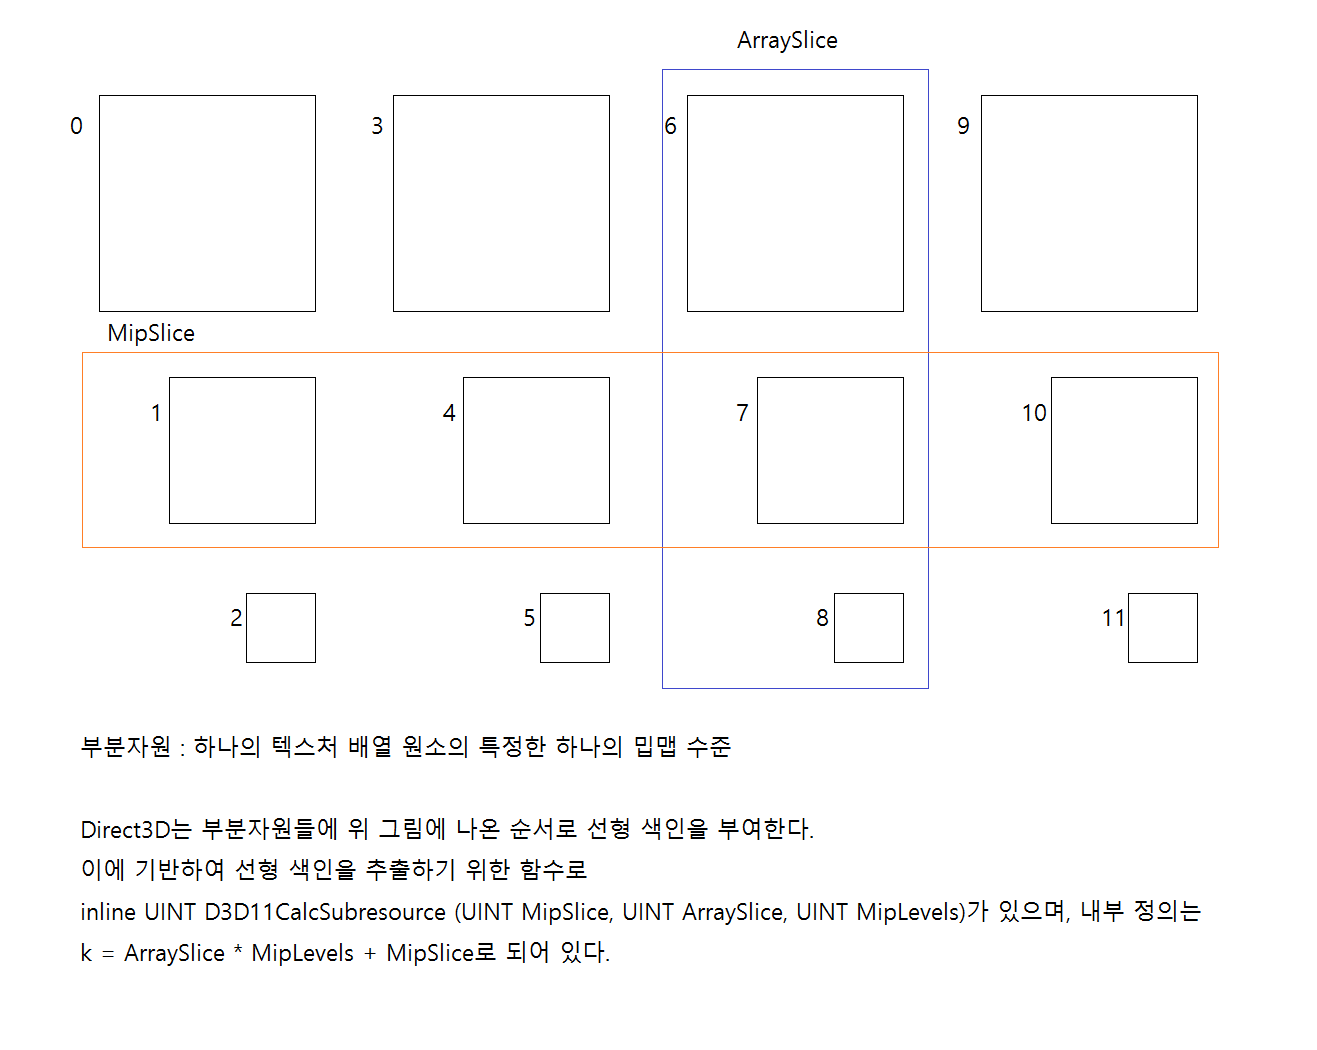 ArraySlice
0
3
6
9
MipSlice
1
4
7
10
2
5
8
11
부분자원 : 하나의 텍스처 배열 원소의 특정한 하나의 밉맵 수준
Direct3D는 부분자원들에 위 그림에 나온 순서로 선형 색인을 부여한다.
이에 기반하여 선형 색인을 추출하기 위한 함수로
inline UINT D3D11CalcSubresource (UINT MipSlice, UINT ArraySlice, UINT MipLevels)가 있으며, 내부 정의는
k = ArraySlice * MipLevels + MipSlice로 되어 있다.